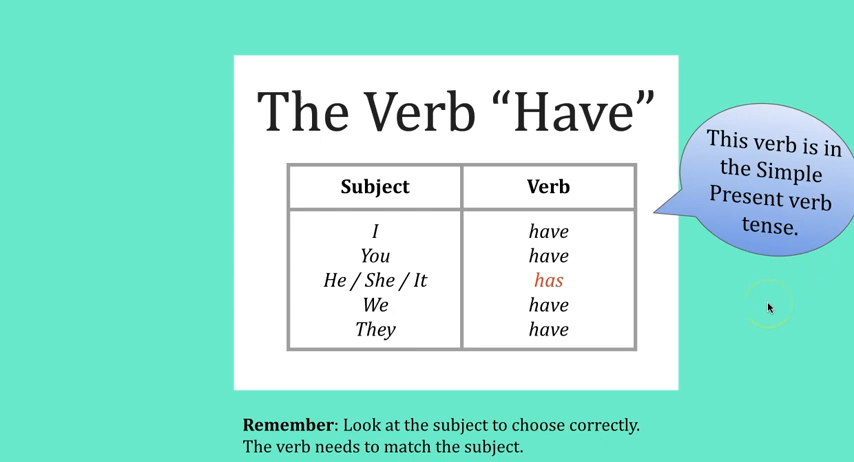 The Verb “Have”
This verb is in
the Simple
Present verb
tense.
Subject Verb
I have
You have
He / She / It has
We have
They have
Remember: Look at the subject to choose correctly.
The verb needs to match the subject.